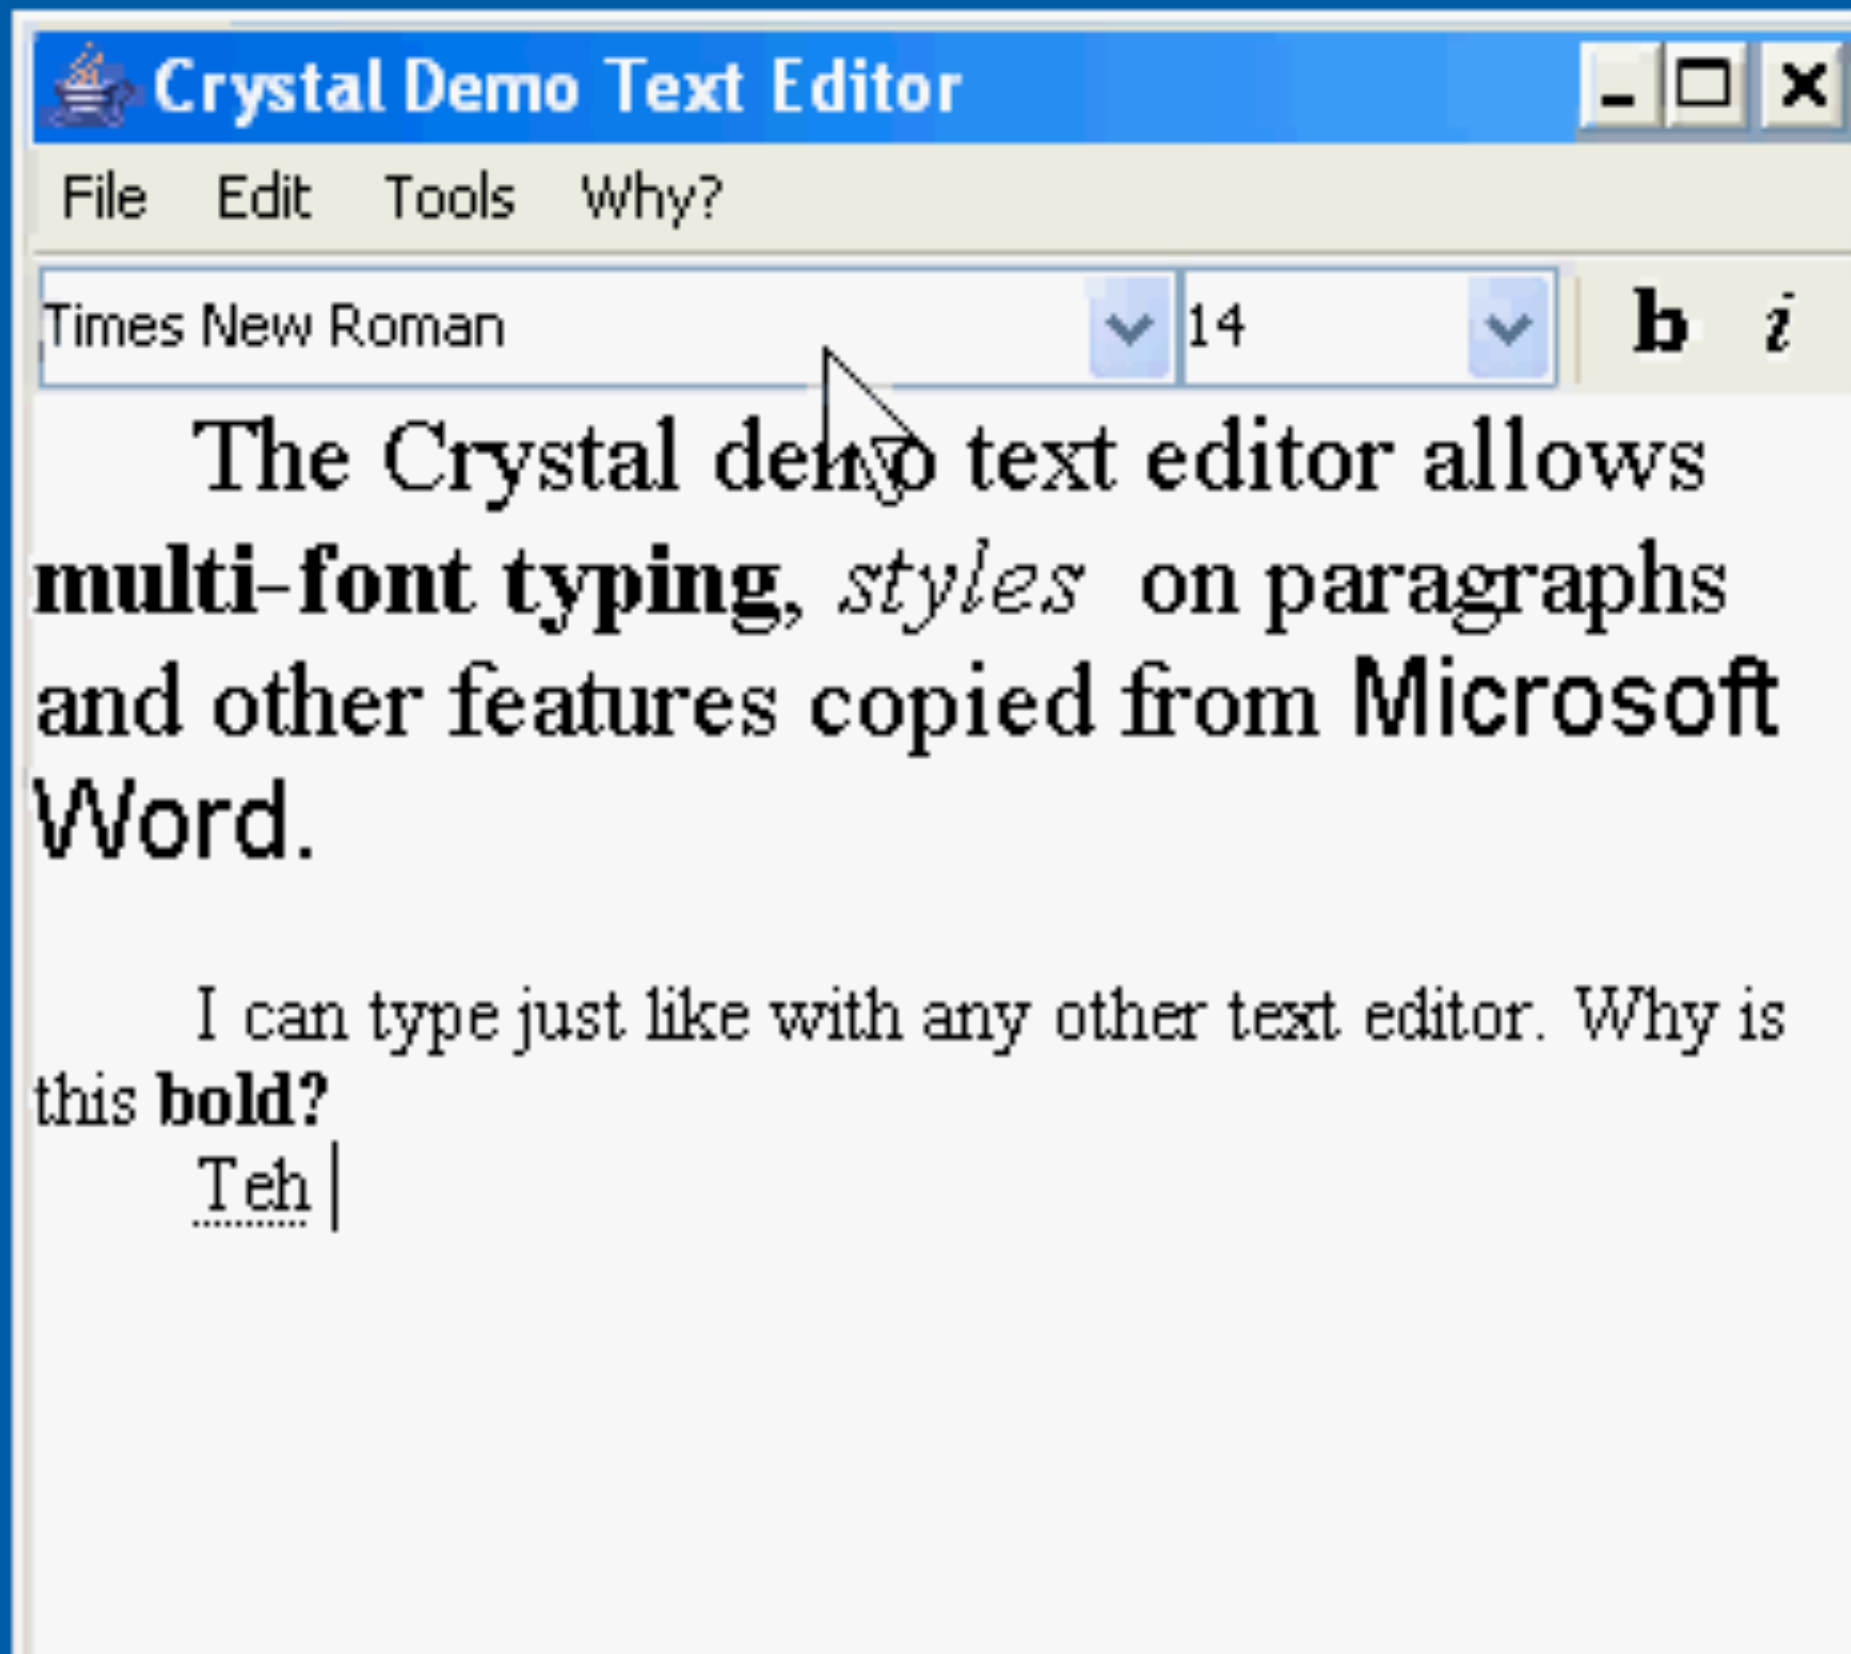 Crystal Demo Text Editor
File Edit Tools Why?
Times New Roman 14 b i
The Crystal demo text editor allows
multi-font typing, styles on paragraphs
and other features copied from Microsoft
Word.
I can type just like with any other text editor. Why is
this bold?
Teh